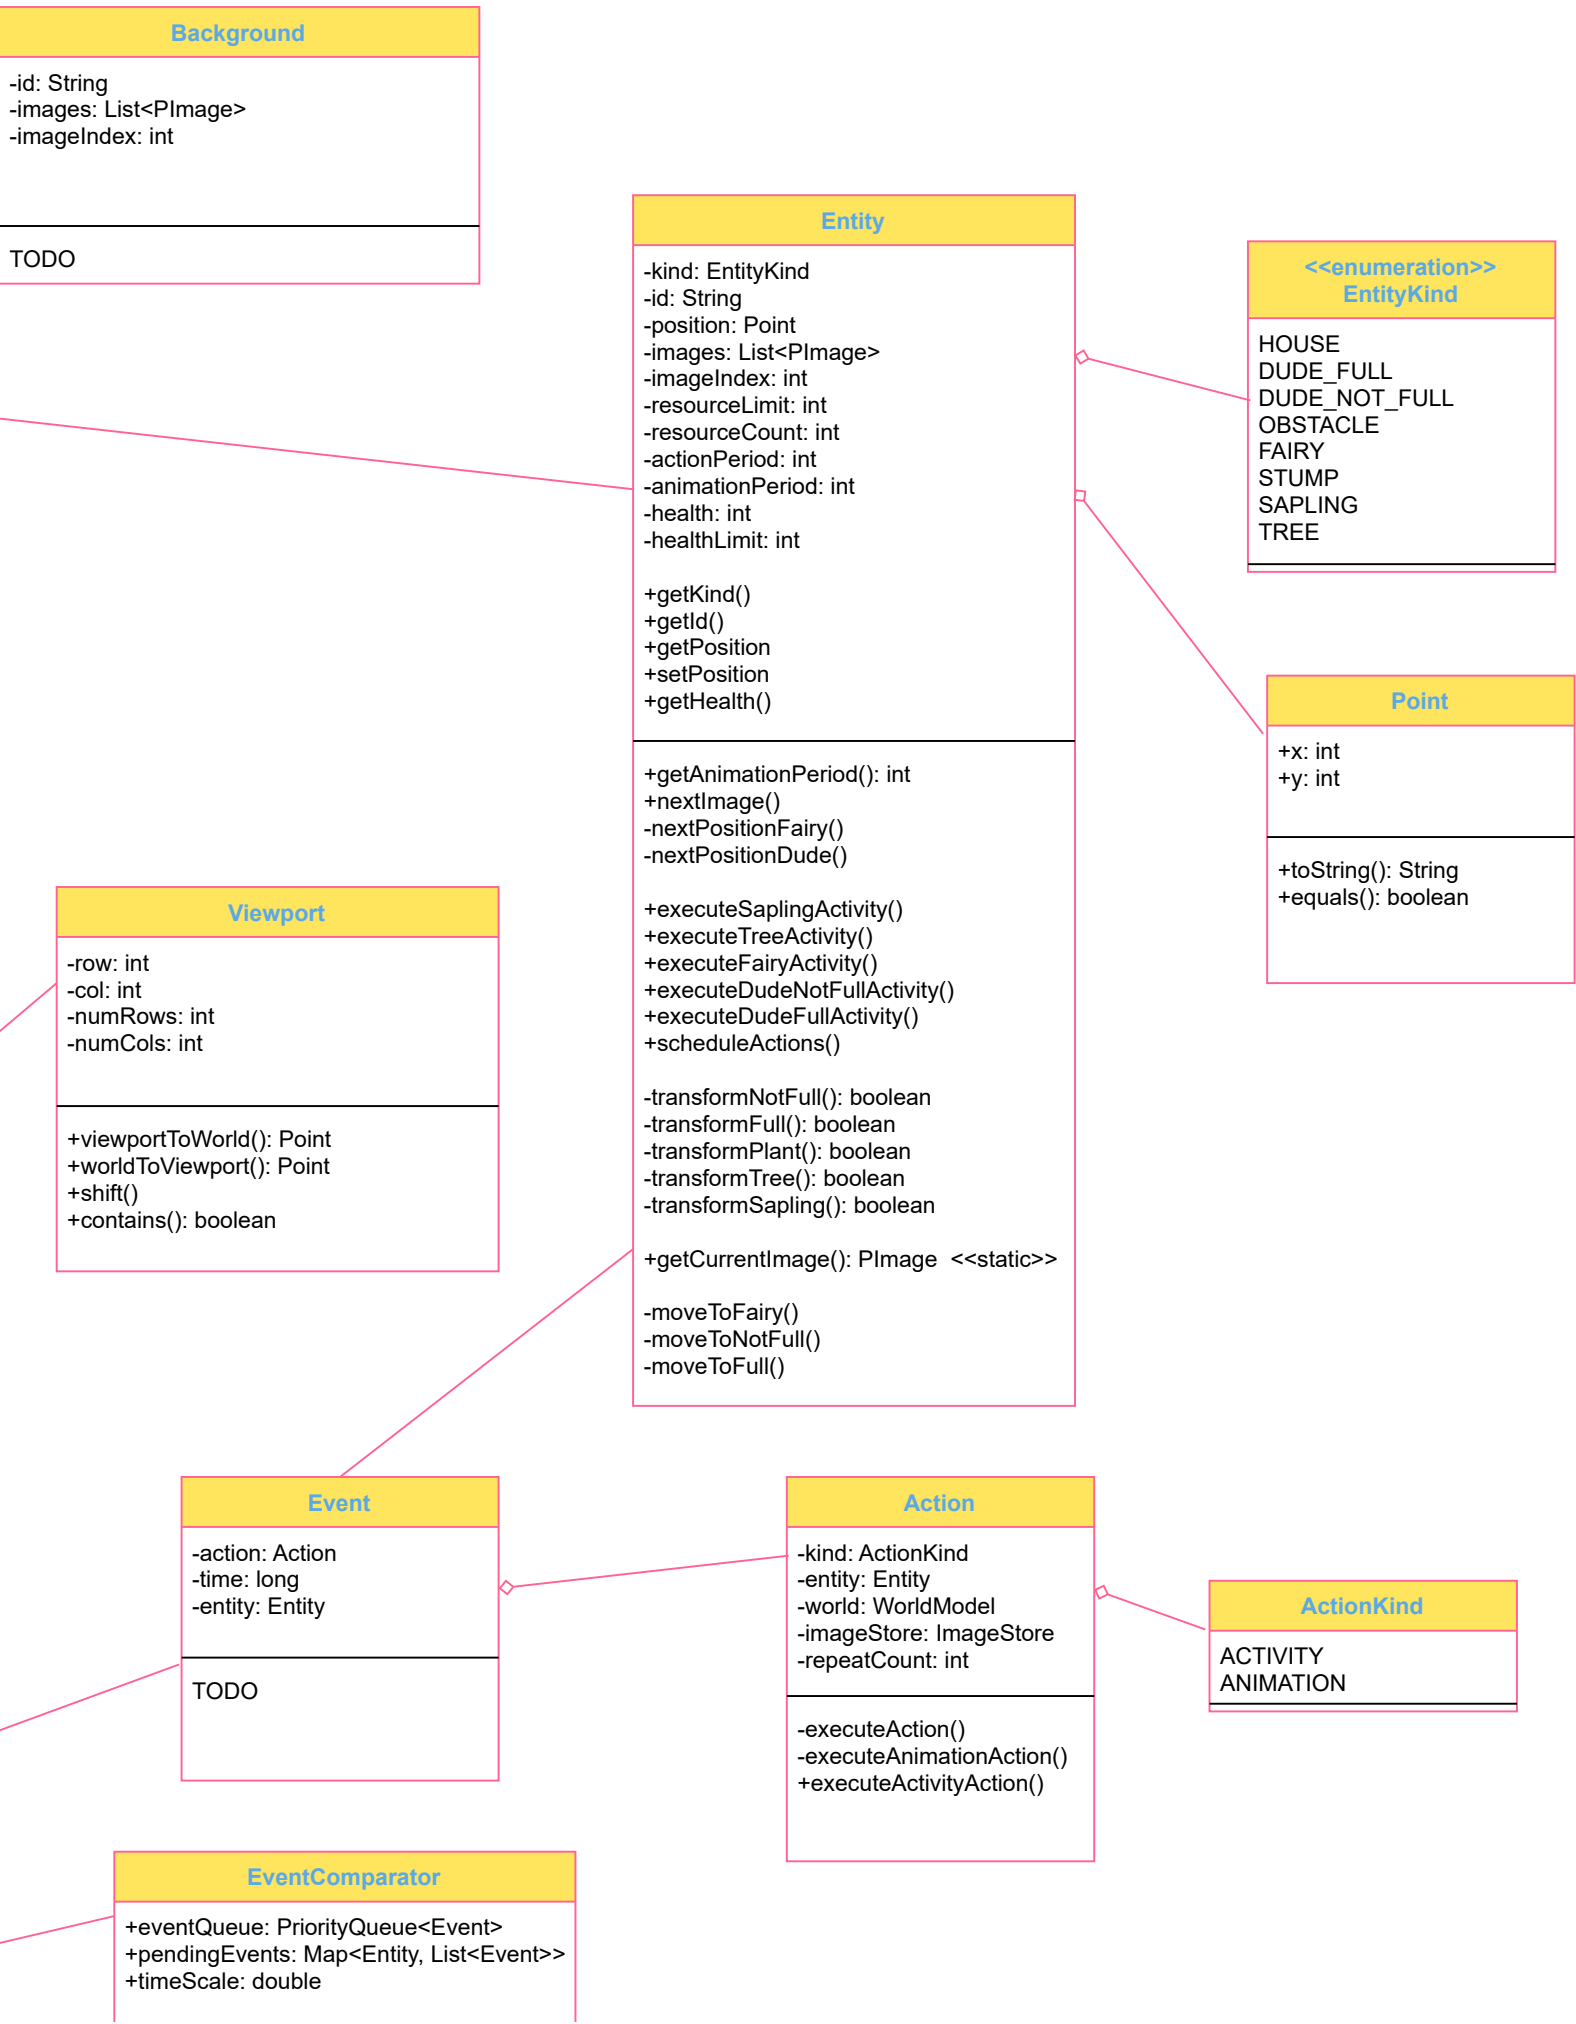 Background
-id: String
-images: List<PImage>
-imageIndex: int
TODO
Entity
-kind: EntityKind
-id: String
-position: Point
-images: List<PImage>
-imageIndex: int
-resourceLimit: int
-resourceCount: int
-actionPeriod: int
-animationPeriod: int
-health: int
-healthLimit: int
+getKind()
+getId()
+getPosition
+setPosition
+getHealth()
+getAnimationPeriod(): int
+nextImage()
-nextPositionFairy()
-nextPositionDude()
+executeSaplingActivity()
+executeTreeActivity()
+executeFairyActivity()
+executeDudeNotFullActivity()
+executeDudeFullActivity()
+scheduleActions()
-transformNotFull(): boolean
-transformFull(): boolean
-transformPlant(): boolean
-transformTree(): boolean
-transformSapling(): boolean
+getCurrentImage(): PImage <<static>>
-moveToFairy()
-moveToNotFull()
-moveToFull()
<<enumeration>>
EntityKind
HOUSE
DUDE_FULL
DUDE_NOT_FULL
OBSTACLE
FAIRY
STUMP
SAPLING
TREE
Point
+x: int
+y: int
+toString(): String
+equals(): boolean
Viewport
-row: int
-col: int
-numRows: int
-numCols: int
+viewportToWorld(): Point
+worldToViewport(): Point
+shift()
+contains(): boolean
Event
-action: Action
-time: long
-entity: Entity
TODO
Action
-kind: ActionKind
-entity: Entity
-world: WorldModel
-imageStore: ImageStore
-repeatCount: int
-executeAction()
-executeAnimationAction()
+executeActivityAction()
ActionKind
ACTIVITY
ANIMATION
EventComparator
+eventQueue: PriorityQueue<Event>
+pendingEvents: Map<Entity, List<Event>>
+timeScale: double